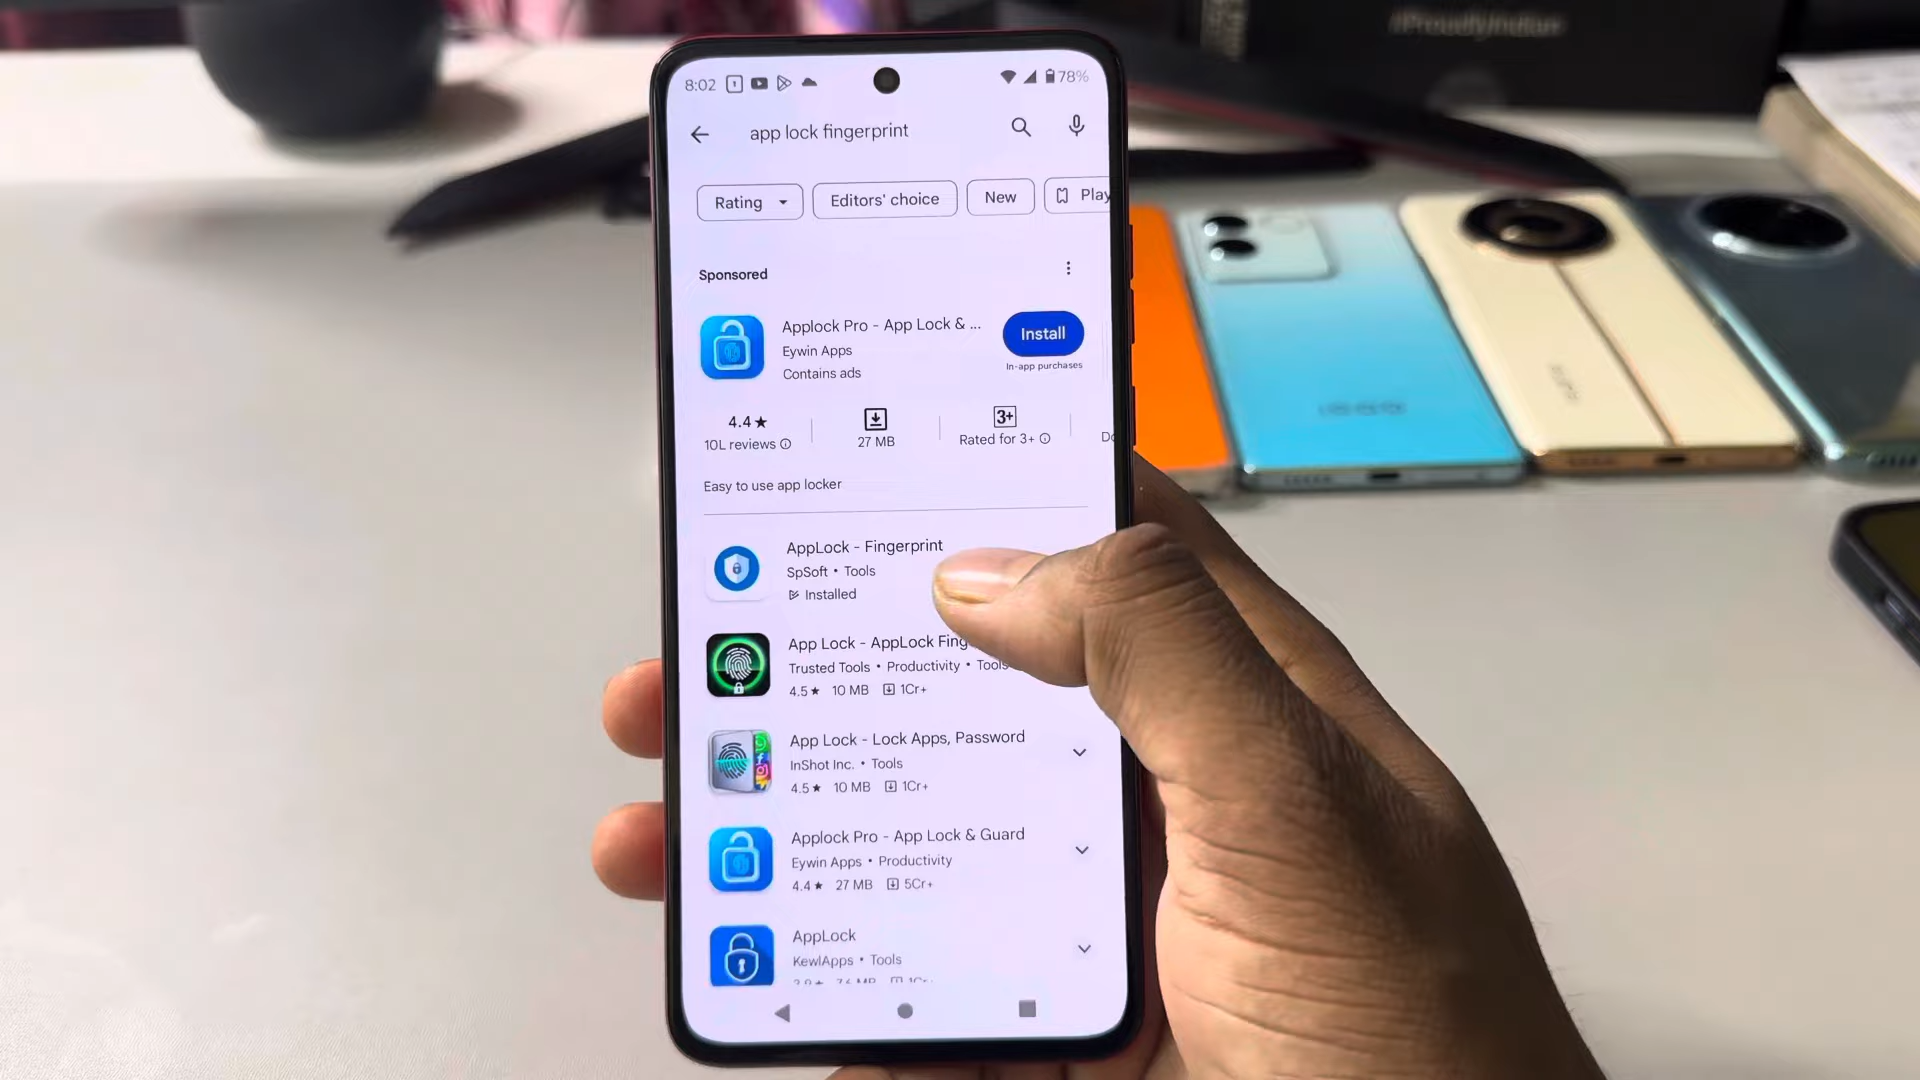 #ProudlyIndian
8:02
78%
app lock fingerprint
Rating
Editors' choice
New
Play
Sponsored
Applock Pro - App Lock & ...
Eywin Apps
Contains ads
Install
In-app purchases
4.4★
10L reviews
27 MB
3+
Rated for 3+
Easy to use app locker
AppLock - Fingerprint
SpSoft • Tools
Installed
App Lock - AppLock Fing
Trusted Tools • Productivity • Tools
4.5★ 10 MB 1Cr+
App Lock - Lock Apps, Password
InShot Inc. • Tools
4.5★ 10 MB 1Cr+
Applock Pro - App Lock & Guard
Eywin Apps • Productivity
4.4★ 27 MB 5Cr+
AppLock
KewlApps • Tools